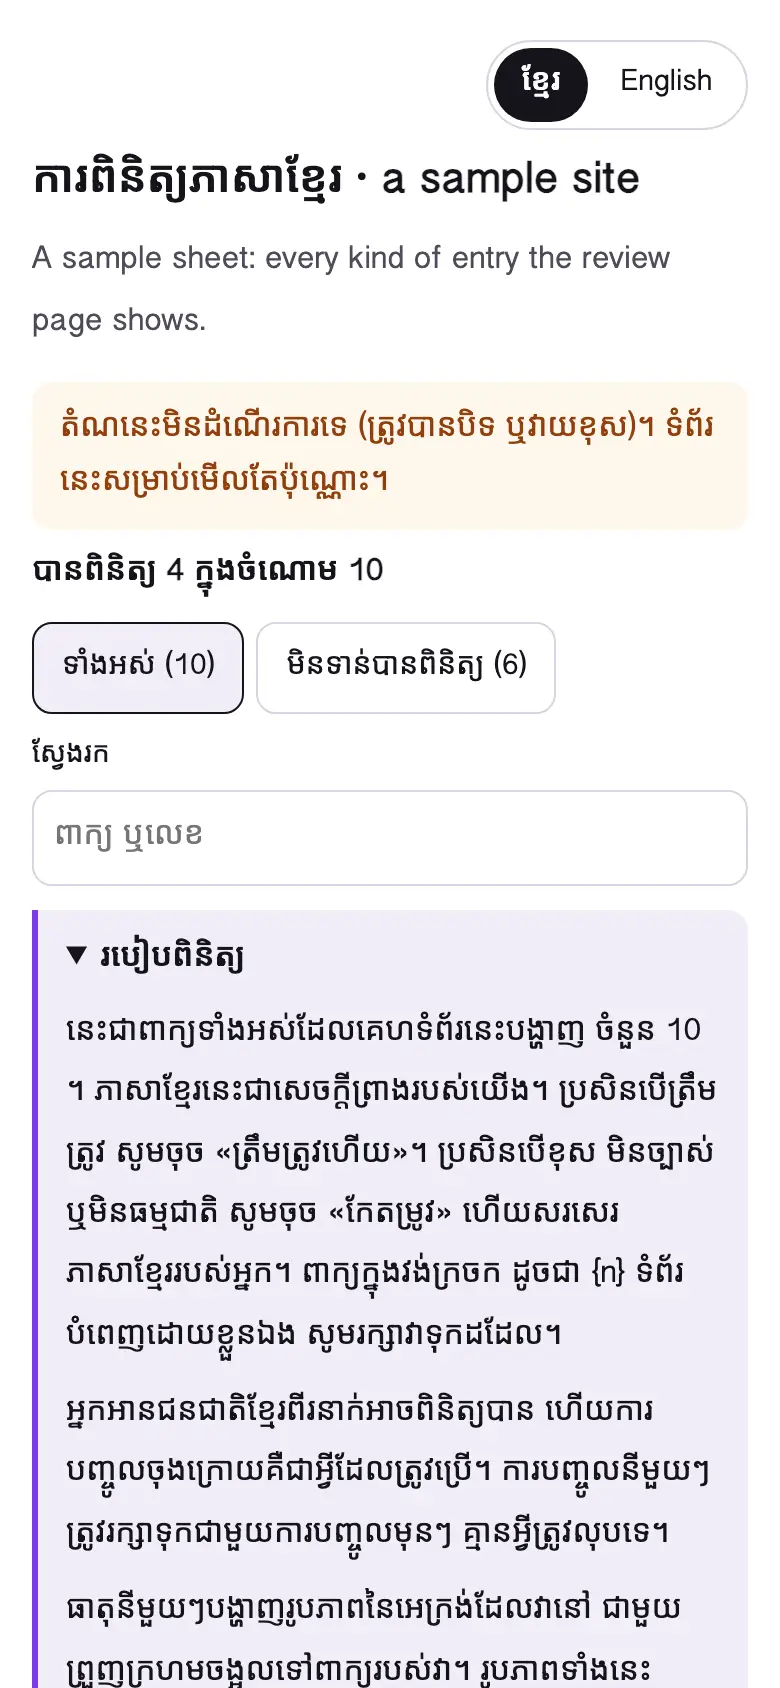 ខ្មែរ English
ការពិនិត្យភាសាខ្មែរ · a sample site
A sample sheet: every kind of entry the review
page shows.
តំណនេះមិនដំណើរការទេ (ត្រូវបានបិទ ឬវាយខុស)។ ទំព័រ
នេះសម្រាប់មើលតែប៉ុណ្ណោះ។
បានពិនិត្យ 4 ក្នុងចំណោម 10
ទាំងអស់ (10) មិនទាន់បានពិនិត្យ (6)
ស្វែងរក
ពាក្យ ឬលេខ
▼ របៀបពិនិត្យ
នេះជាពាក្យទាំងអស់ដែលគេហទំព័រនេះបង្ហាញ ចំនួន 10
។ ភាសាខ្មែរនេះជាសេចក្ដីព្រាងរបស់យើង។ ប្រសិនបើត្រឹម
ត្រូវ សូមចុច «ត្រឹមត្រូវហើយ»។ ប្រសិនបើខុស មិនច្បាស់
ឬមិនធម្មជាតិ សូមចុច «កែតម្រូវ» ហើយសរសេរ
ភាសាខ្មែររបស់អ្នក។ ពាក្យក្នុងវង់ក្រចក ដូចជា {n} ទំព័រ
បំពេញដោយខ្លួនឯង សូមរក្សាវាទុកដដែល។
អ្នកអានជនជាតិខ្មែរពីរនាក់អាចពិនិត្យបាន ហើយការ
បញ្ចូលចុងក្រោយគឺជាអ្វីដែលត្រូវប្រើ។ ការបញ្ចូលនីមួយៗ
ត្រូវរក្សាទុកជាមួយការបញ្ចូលមុនៗ គ្មានអ្វីត្រូវលុបទេ។
ធាតុនីមួយៗបង្ហាញរូបភាពនៃអេក្រង់ដែលវានៅ ជាមួយ
ព្រួញក្រហមចង្អុលទៅពាក្យរបស់វា។ រូបភាពទាំងនេះ